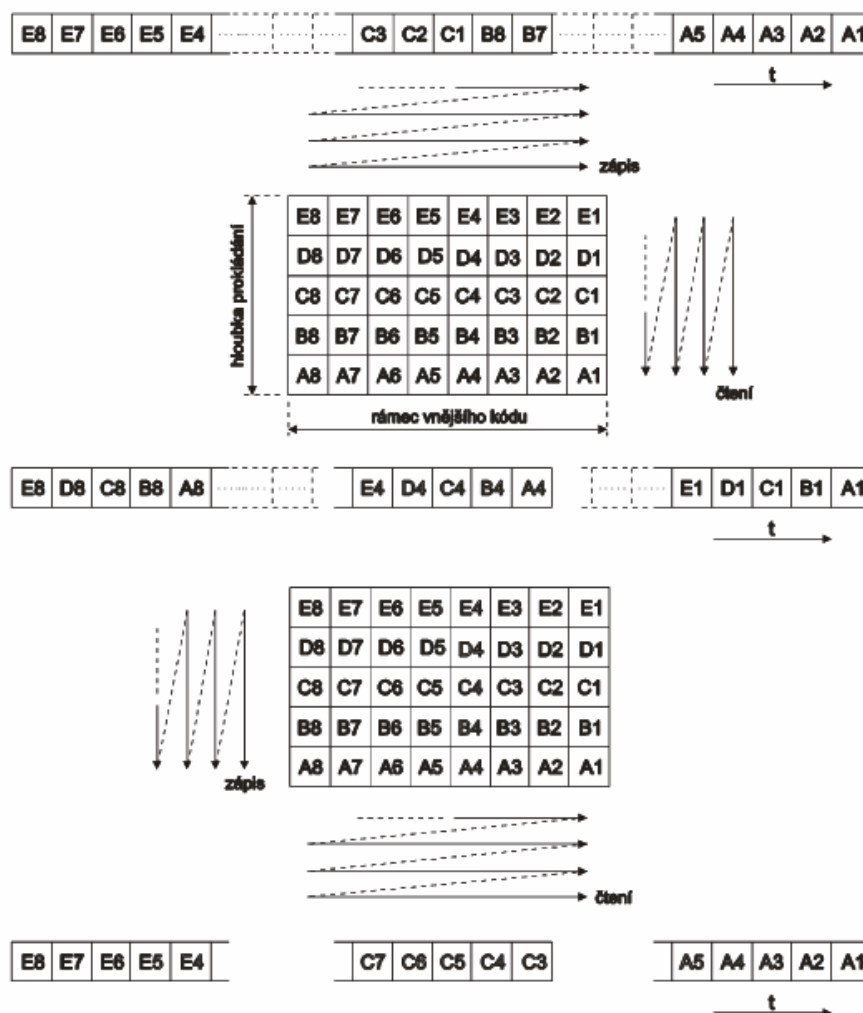 E8 E7 E6 E5 E4 C3 C2 C1 B8 B7 A5 A4 A3 A2 A1
t
zápis
E8 E7 E6 E5 E4 E3 E2 E1
D8 D7 D6 D5 D4 D3 D2 D1
C8 C7 C6 C5 C4 C3 C2 C1
B8 B7 B6 B5 B4 B3 B2 B1
A8 A7 A6 A5 A4 A3 A2 A1
hloubka prokládání
čtení
rámec vnějšího kódu
E8 D8 C8 B8 A8 E4 D4 C4 B4 A4 E1 D1 C1 B1 A1
t
E8 E7 E6 E5 E4 E3 E2 E1
D8 D7 D6 D5 D4 D3 D2 D1
C8 C7 C6 C5 C4 C3 C2 C1
B8 B7 B6 B5 B4 B3 B2 B1
A8 A7 A6 A5 A4 A3 A2 A1
zápis
čtení
E8 E7 E6 E5 E4 C7 C6 C5 C4 C3 A5 A4 A3 A2 A1
t